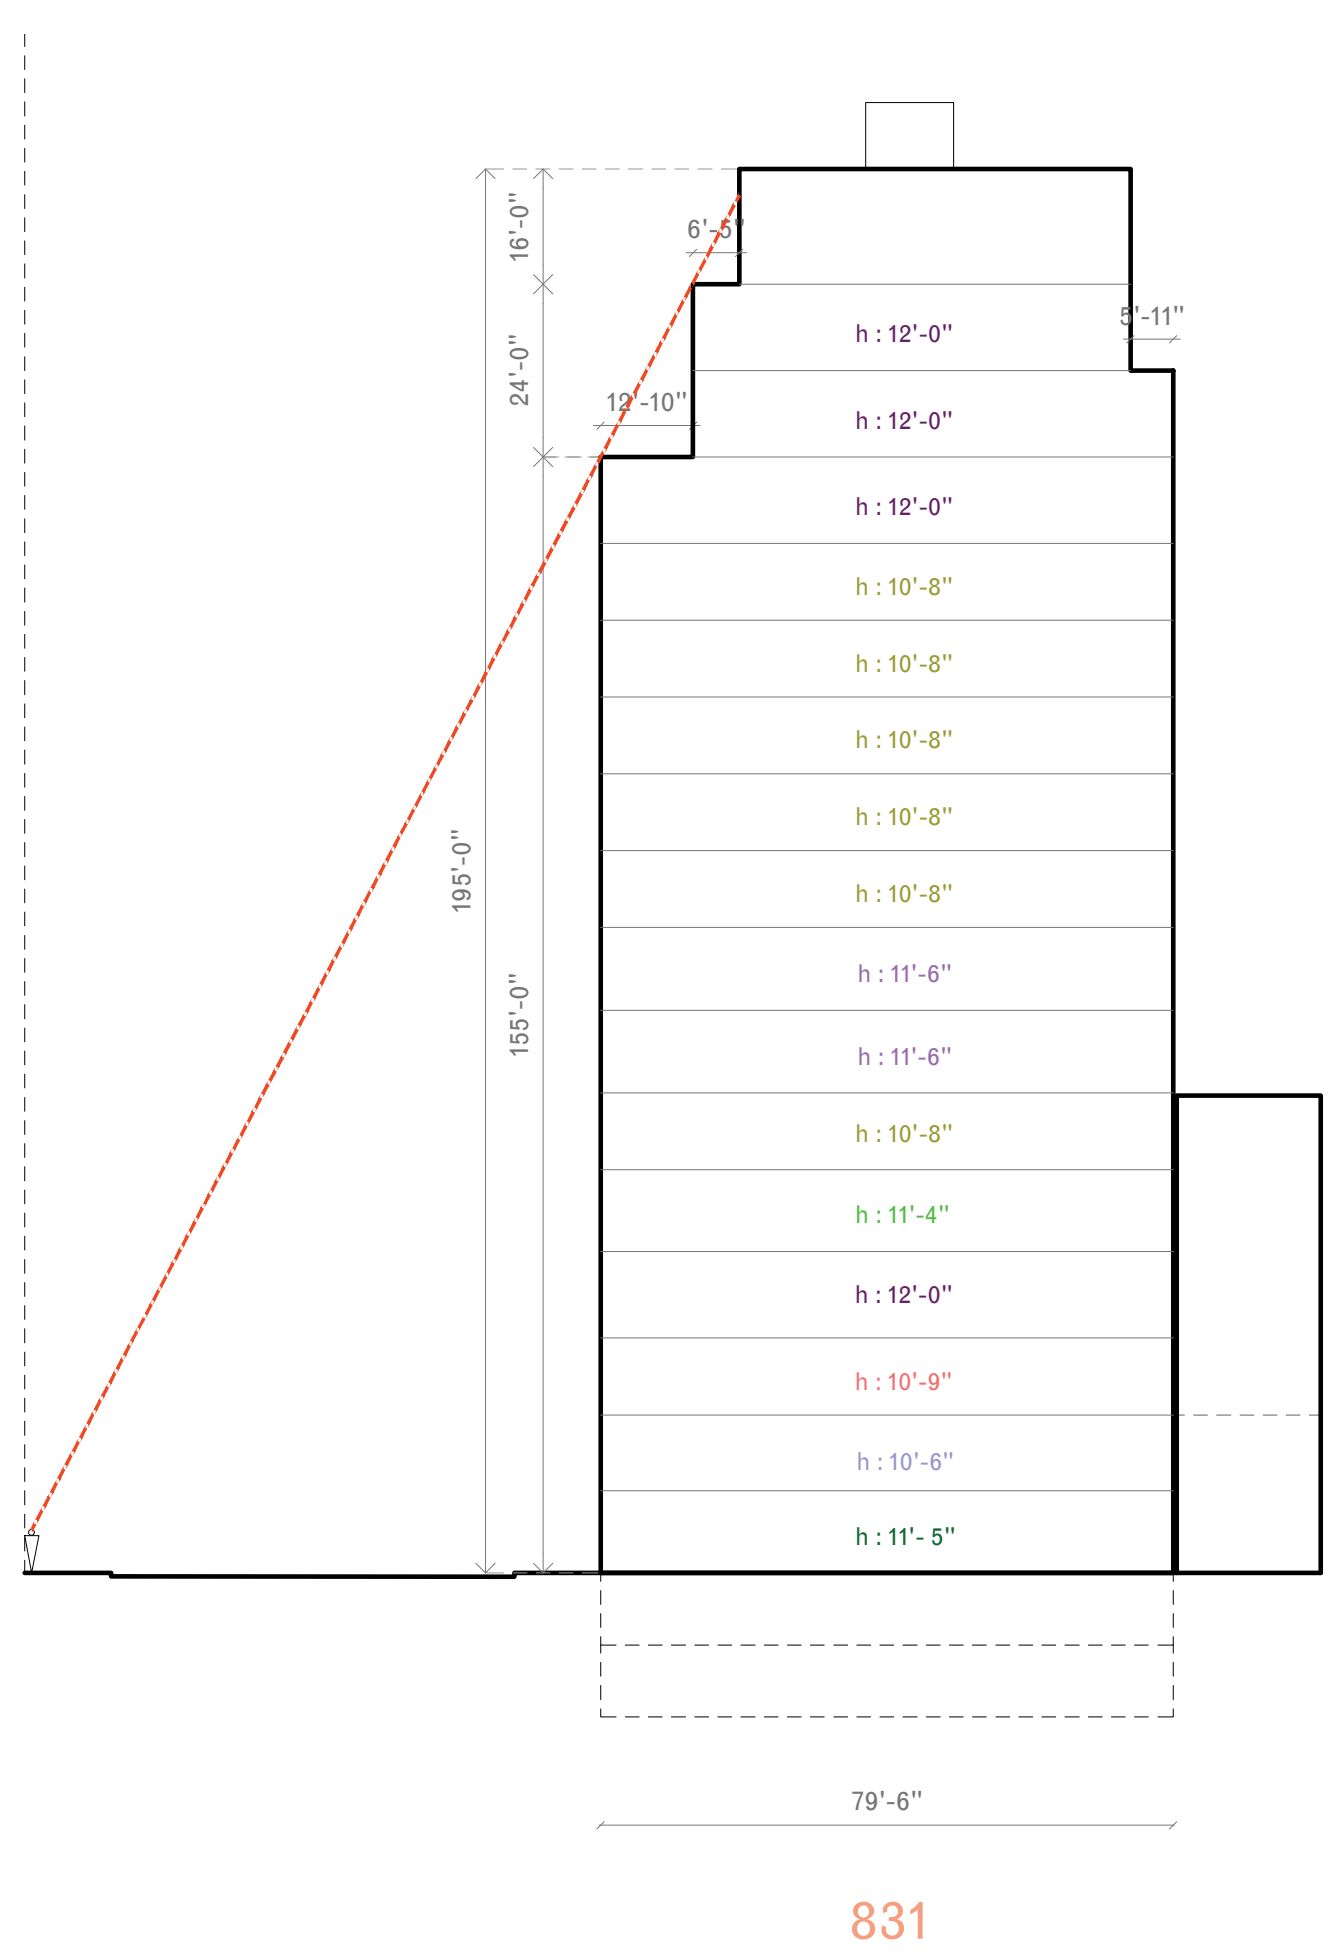 16'-0"
6'-5"
5'-11"
h : 12'-0"
24'-0"
12'-10"
h : 12'-0"
h : 12'-0"
h : 10'-8"
h : 10'-8"
h : 10'-8"
h : 10'-8"
195'-0"
h : 10'-8"
h : 11'-6"
155'-0"
h : 11'-6"
h : 10'-8"
h : 11'-4"
h : 12'-0"
h : 10'-9"
h : 10'-6"
h : 11'- 5"
79'-6"
831